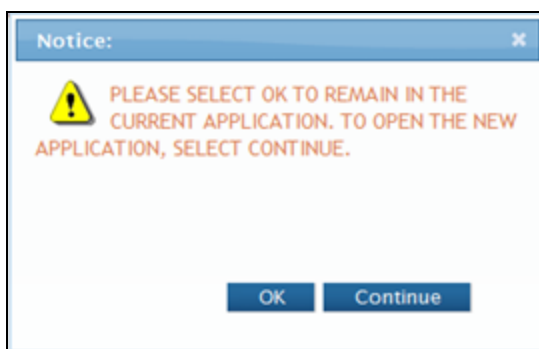 Notice:
PLEASE SELECT OK TO REMAIN IN THE
CURRENT APPLICATION. TO OPEN THE NEW
APPLICATION, SELECT CONTINUE.
OK Continue